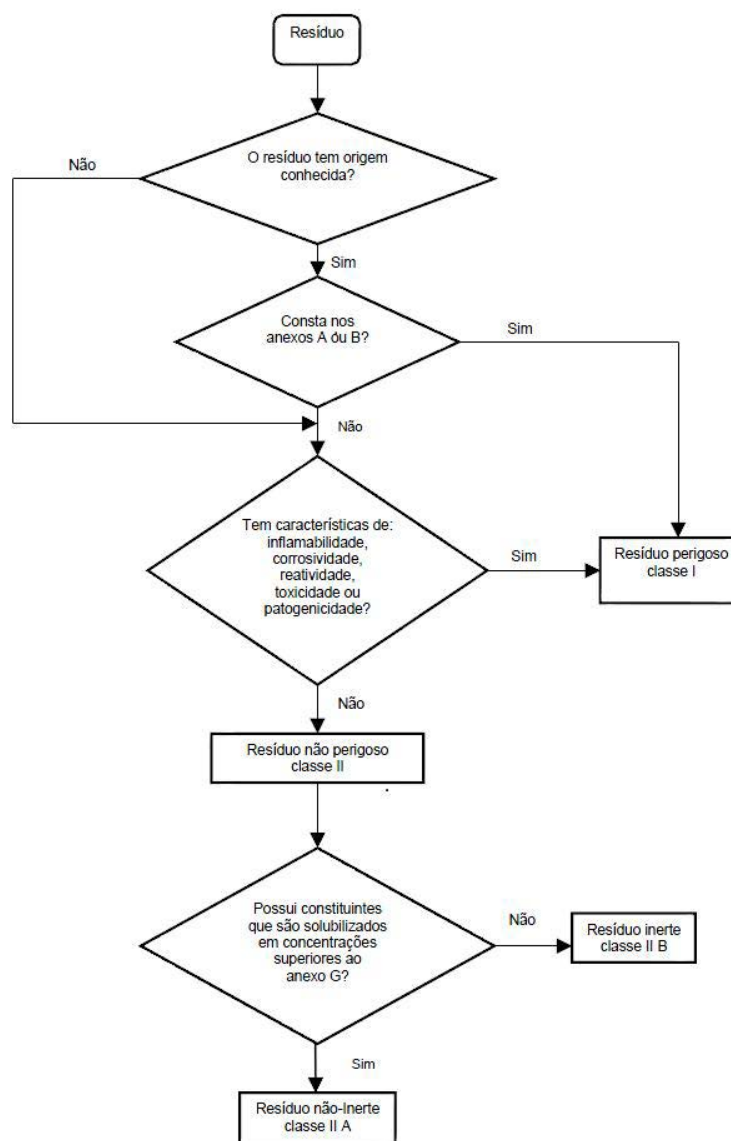 Resíduo
O resíduo tem origem
conhecida?
Não
Sim
Consta nos
anexos A ou B?
Sim
Não
Tem características de:
inflamabilidade,
corrosividade,
reatividade,
toxicidade ou
patogenicidade?
Sim
Resíduo perigoso
classe I
Não
Resíduo não perigoso
classe II
Possui constituintes
que são solubilizados
em concentrações
superiores ao
anexo G?
Não
Resíduo inerte
classe II B
Sim
Resíduo não-Inerte
classe II A